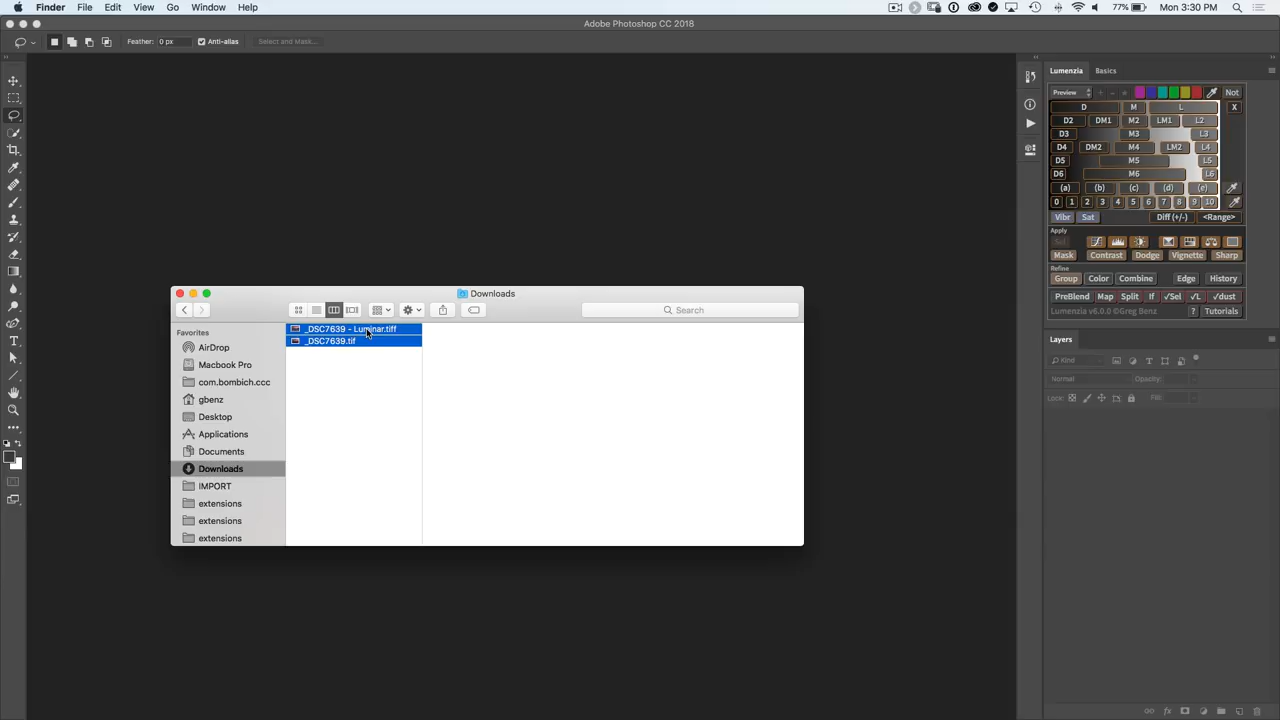 Finder File Edit View Go Window Help 77% Mon 3:30 PM
Adobe Photoshop CC 2018
Feather: 0 px Anti-alias Select and Mask...
Lumenzia Basics
Preview + - Not
D M L X
D2 DM1 M2 LM1 L2
D3 M3 L3
D4 DM2 M4 LM2 L4
D5 M5 L5
D6 M6 L6
(a) (b) (c) (d) (e)
0 1 2 3 4 5 6 7 8 9 10
Vibr Sat Diff (+/-) <Range>
Apply
Sel
Mask Contrast Dodge Vignette Sharp
Refine
Group Color Combine Edge History
PreBlend Map Split If √Sel √L √dust
Lumenzia v6.0.0 ©Greg Benz ? Tutorials
Layers
Kind
Normal Opacity:
Lock: Fill:
Downloads
Search
Favorites
AirDrop
Macbook Pro
com.bombich.ccc
gbenz
Desktop
Applications
Documents
Downloads
IMPORT
extensions
extensions
extensions
_DSC7639 - Luminar.tiff
_DSC7639.tif